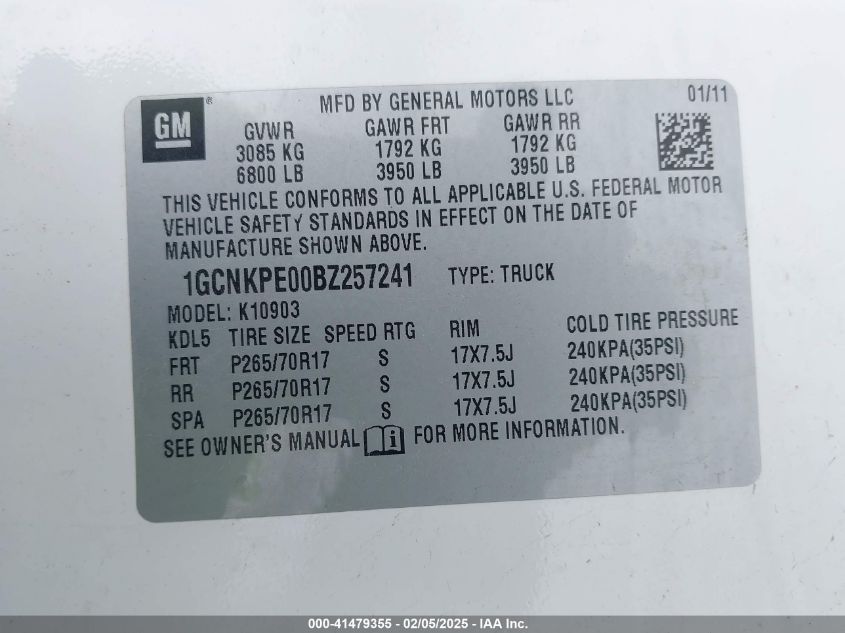 GM® MFD BY GENERAL MOTORS LLC 01/11
GVWR GAWR FRT GAWR RR
3085 KG 1792 KG 1792 KG
6800 LB 3950 LB 3950 LB
THIS VEHICLE CONFORMS TO ALL APPLICABLE U.S. FEDERAL MOTOR
VEHICLE SAFETY STANDARDS IN EFFECT ON THE DATE OF
MANUFACTURE SHOWN ABOVE.
1GCNKPE00BZ257241 TYPE: TRUCK
MODEL: K10903
KDL5 TIRE SIZE SPEED RTG RIM COLD TIRE PRESSURE
FRT P265/70R17 S 17X7.5J 240KPA(35PSI)
RR P265/70R17 S 17X7.5J 240KPA(35PSI)
SPA P265/70R17 S 17X7.5J 240KPA(35PSI)
SEE OWNER'S MANUAL FOR MORE INFORMATION.
000-41479355 - 02/05/2025 - IAA Inc.